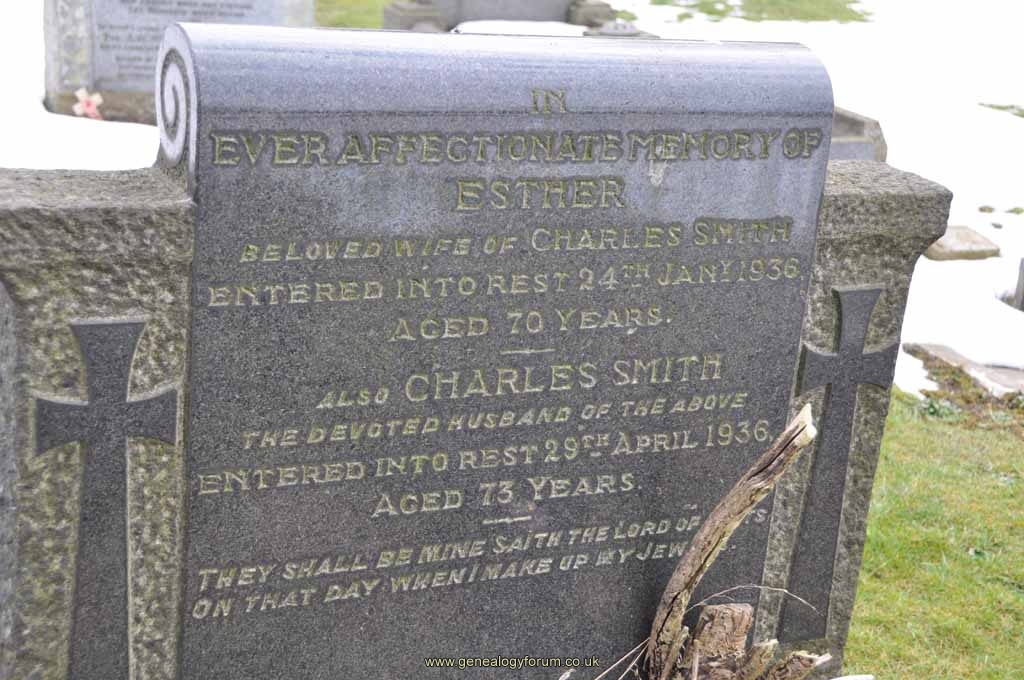 IN
EVER AFFECTIONATE MEMORY OF
ESTHER
BELOVED WIFE OF CHARLES SMITH
ENTERED INTO REST 24TH JANY 1936
AGED 70 YEARS.
ALSO CHARLES SMITH
THE DEVOTED HUSBAND OF THE ABOVE
ENTERED INTO REST 29TH APRIL 1936,
AGED 73 YEARS.
THEY SHALL BE MINE SAITH THE LORD OF
ON THAT DAY WHEN I MAKE UP MY
www.genealogyforum.co.uk